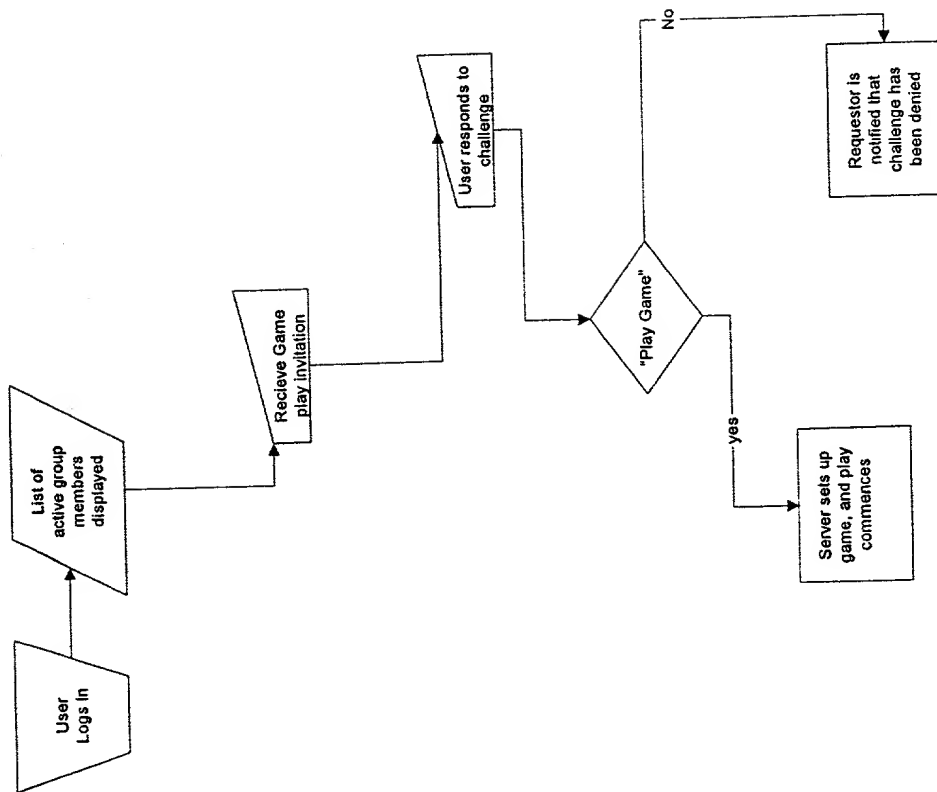 User
Logs In
List of
active group
members
displayed
Recieve Game
play invitation
User responds to
challenge
"Play Game"
yes
No
Server sets up
game, and play
commences
Requestor is
notified that
challenge has
been denied